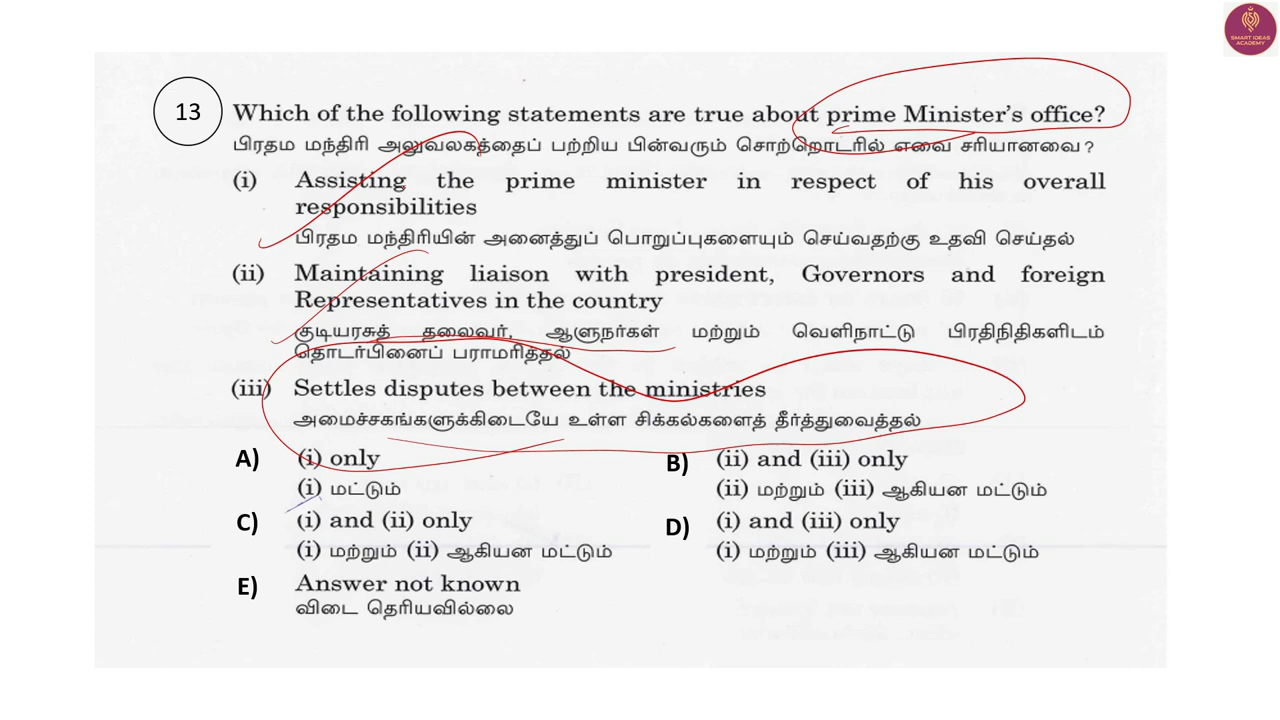 SMART IDEAS
ACADEMY
13
Which of the following statements are true about prime Minister's office?
பிரதம மந்திரி அலுவலகத்தைப் பற்றிய பின்வரும் சொற்றொடரில் எவை சரியானவை?
(i) Assisting the prime minister in respect of his overall
responsibilities
பிரதம மந்திரியின் அனைத்துப் பொறுப்புகளையும் செய்வதற்கு உதவி செய்தல்
(ii) Maintaining liaison with president, Governors and foreign
Representatives in the country
குடியரசுத் தலைவர், ஆளுநர்கள் மற்றும் வெளிநாட்டு பிரதிநிதிகளிடம்
தொடர்பினைப் பராமரித்தல்
(iii) Settles disputes between the ministries
அமைச்சகங்களுக்கிடையே உள்ள சிக்கல்களைத் தீர்த்துவைத்தல்
A) (i) only
(i) மட்டும்
B) (ii) and (iii) only
(ii) மற்றும் (iii) ஆகியன மட்டும்
C) (i) and (ii) only
(i) மற்றும் (ii) ஆகியன மட்டும்
D) (i) and (iii) only
(i) மற்றும் (iii) ஆகியன மட்டும்
E) Answer not known
விடை தெரியவில்லை